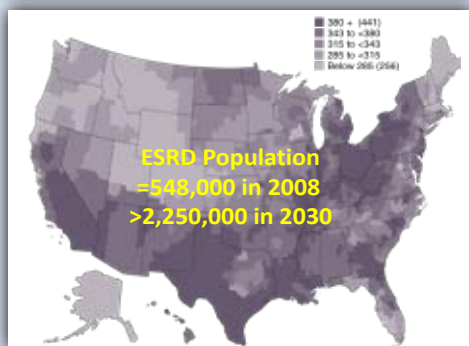 380 + (441)
343 to <380
315 to <343
285 to <315
Below 285 (256)
ESRD Population
=548,000 in 2008
>2,250,000 in 2030